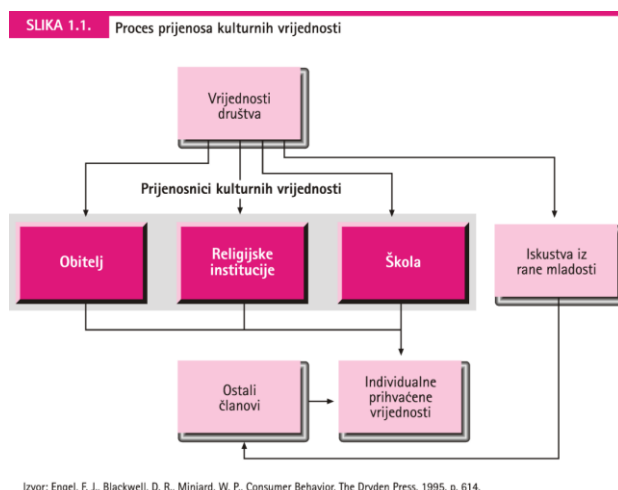 SLIKA 1.1. Proces prijenosa kulturnih vrijednosti
Vrijednosti
društva
Prijenosnici kulturnih vrijednosti
Obitelj
Religijske
institucije
Škola
Iskustva iz
rane mladosti
Ostali
članovi
Individualne
prihvaćene
vrijednosti
Izvor: Engel, F. J., Blackwell, D. R., Miniard, W. P., Consumer Behavior, The Dryden Press, 1995, p. 614.